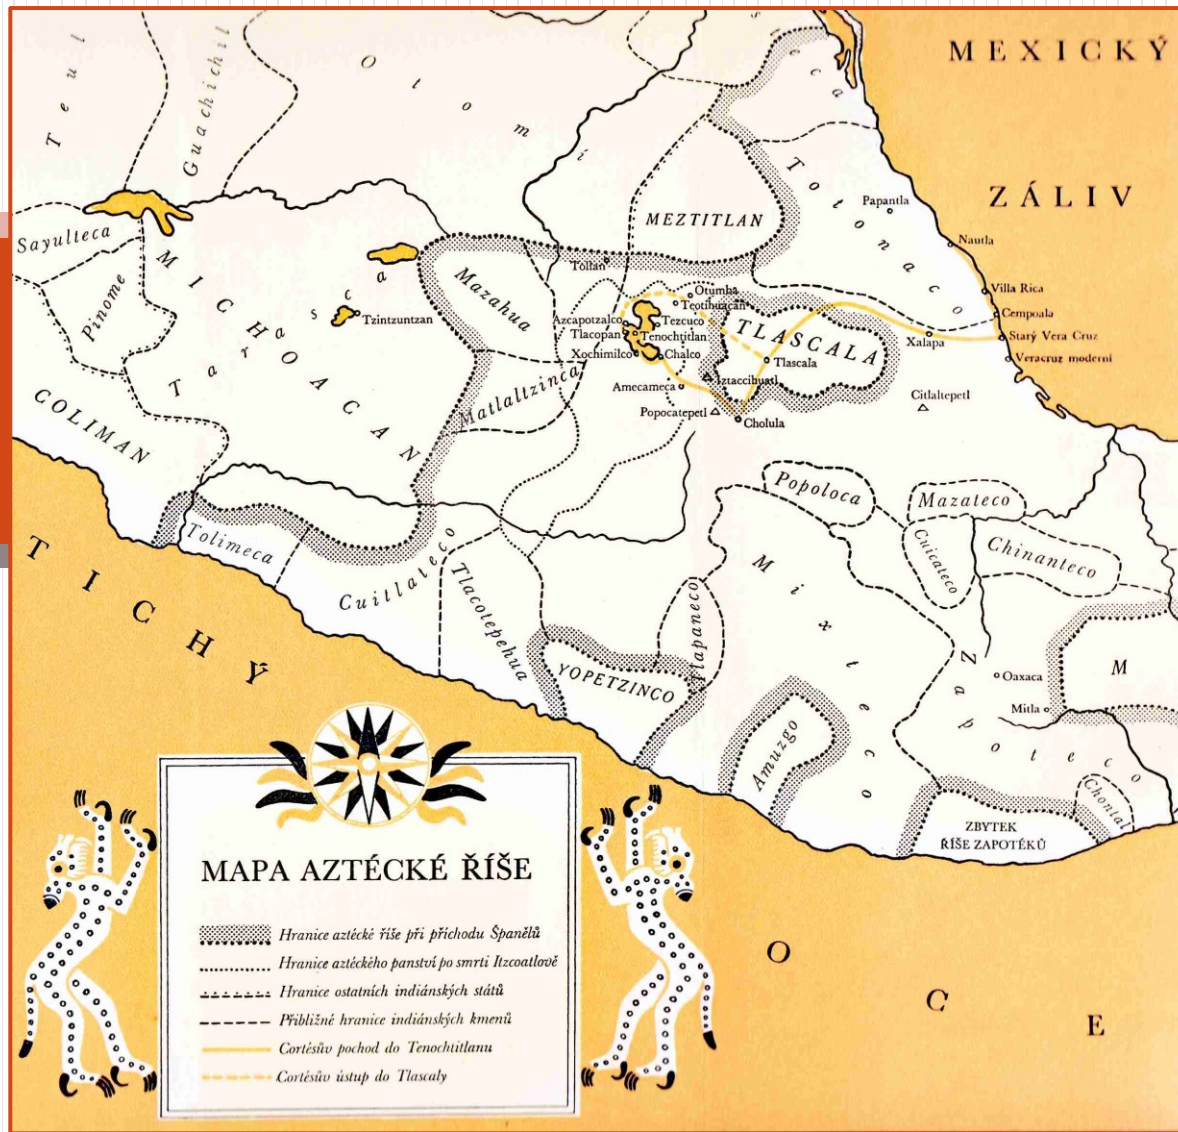 MEXICKÝ
ZÁLIV
Teul
Guachichil
Otomi
Totonaco
Papantla
Nautla
Villa Rica
Cempoala
Starý Vera Cruz
Veracruz moderní
Xalapa
MEZTITLAN
Sayulteca
Pinome
MICHOACAN
Tarasca
Tzintzuntzan
COLIMAN
Mazahua
Tollan
Otumba
Teotihuacán
Azcapotzalco
Tezcuco
Tlacopan
Tenochtitlan
Xochimilco
Chalco
TLASCALA
Tlascala
Matlaltzinca
Amecameca
Iztaccihuatl
Popocatepetl
Cholula
Citlaltepetl
Popoloca
Mazateco
Cuicateco
Chinanteco
Tolimeca
Cuitlateco
Tlacotepehua
Tlapaneco
YOPETZINCO
Mixteco
Amuzgo
Zapoteco
Oaxaca
Mitla
M
Chontal
ZBYTEK
ŘÍŠE ZAPOTÉKŮ
TICHÝ
OCE
MAPA AZTÉCKÉ ŘÍŠE
Hranice aztécké říše při příchodu Španělů
Hranice aztéckého panství po smrti Itzcoatlově
Hranice ostatních indiánských států
Přibližné hranice indiánských kmenů
Cortésův pochod do Tenochtitlanu
Cortésův ústup do Tlascaly